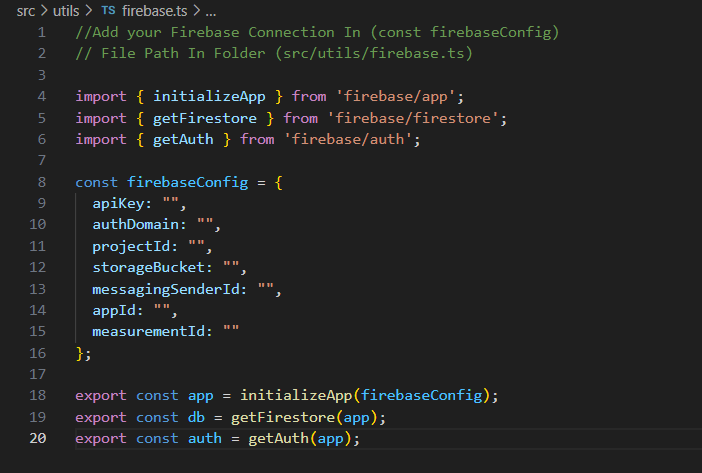 src > utils > TS firebase.ts > ...
1 //Add your Firebase Connection In (const firebaseConfig)
2 // File Path In Folder (src/utils/firebase.ts)
3
4 import { initializeApp } from 'firebase/app';
5 import { getFirestore } from 'firebase/firestore';
6 import { getAuth } from 'firebase/auth';
7
8 const firebaseConfig = {
9   apiKey: "",
10   authDomain: "",
11   projectId: "",
12   storageBucket: "",
13   messagingSenderId: "",
14   appId: "",
15   measurementId: ""
16 };
17
18 export const app = initializeApp(firebaseConfig);
19 export const db = getFirestore(app);
20 export const auth = getAuth(app);